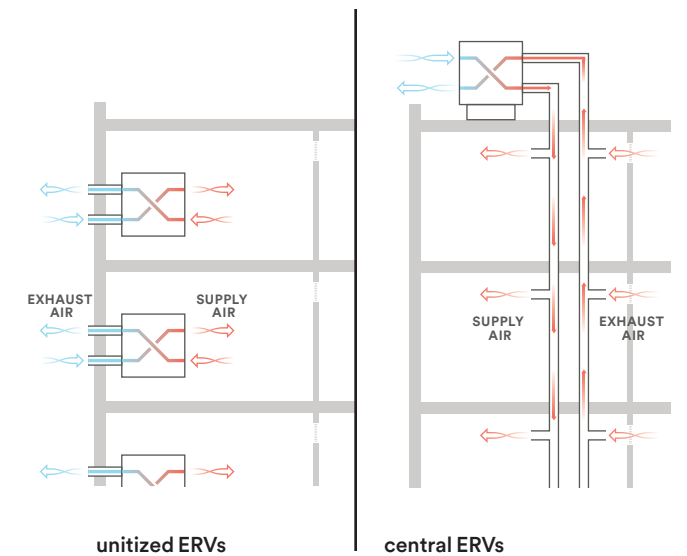 EXHAUST
AIR
SUPPLY
AIR
unitized ERVs
SUPPLY
AIR
EXHAUST
AIR
central ERVs